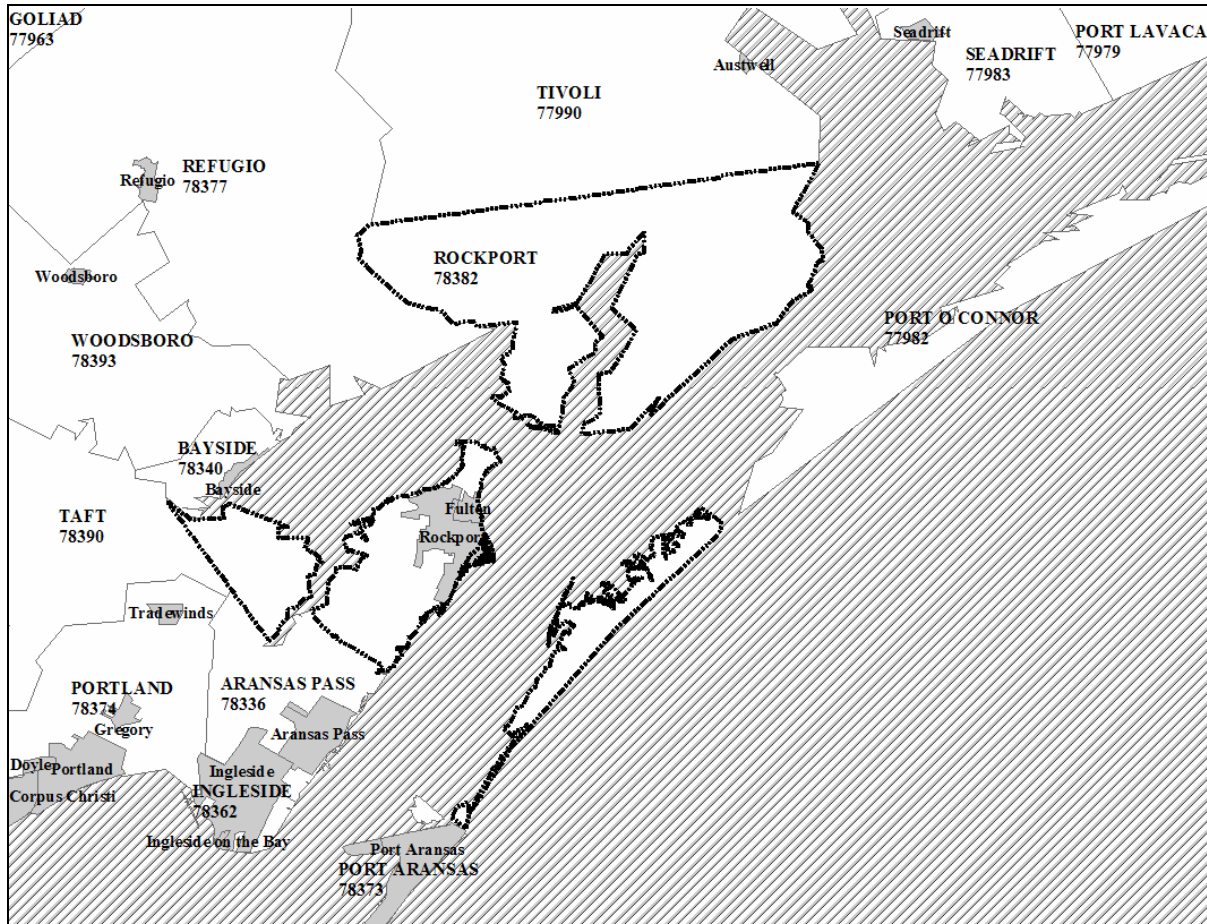 GOLIAD
77963
Seadrift
PORT LAVACA
77979
SEADRIFT
77983
Austwell
TIVOLI
77990
REFUGIO
78377
Refugio
ROCKPORT
78382
Woodsboro
WOODSBORO
78393
PORT O'CONNOR
77982
BAYSIDE
78340
Bayside
TAFT
78390
Fulton
Rockport
Tradewinds
ARANSAS PASS
78336
PORTLAND
78374
Gregory
Aransas Pass
Doyle
Portland
Ingleside
Corpus Christi
INGLESIDE
78362
Ingleside on the Bay
Port Aransas
PORT ARANSAS
78373